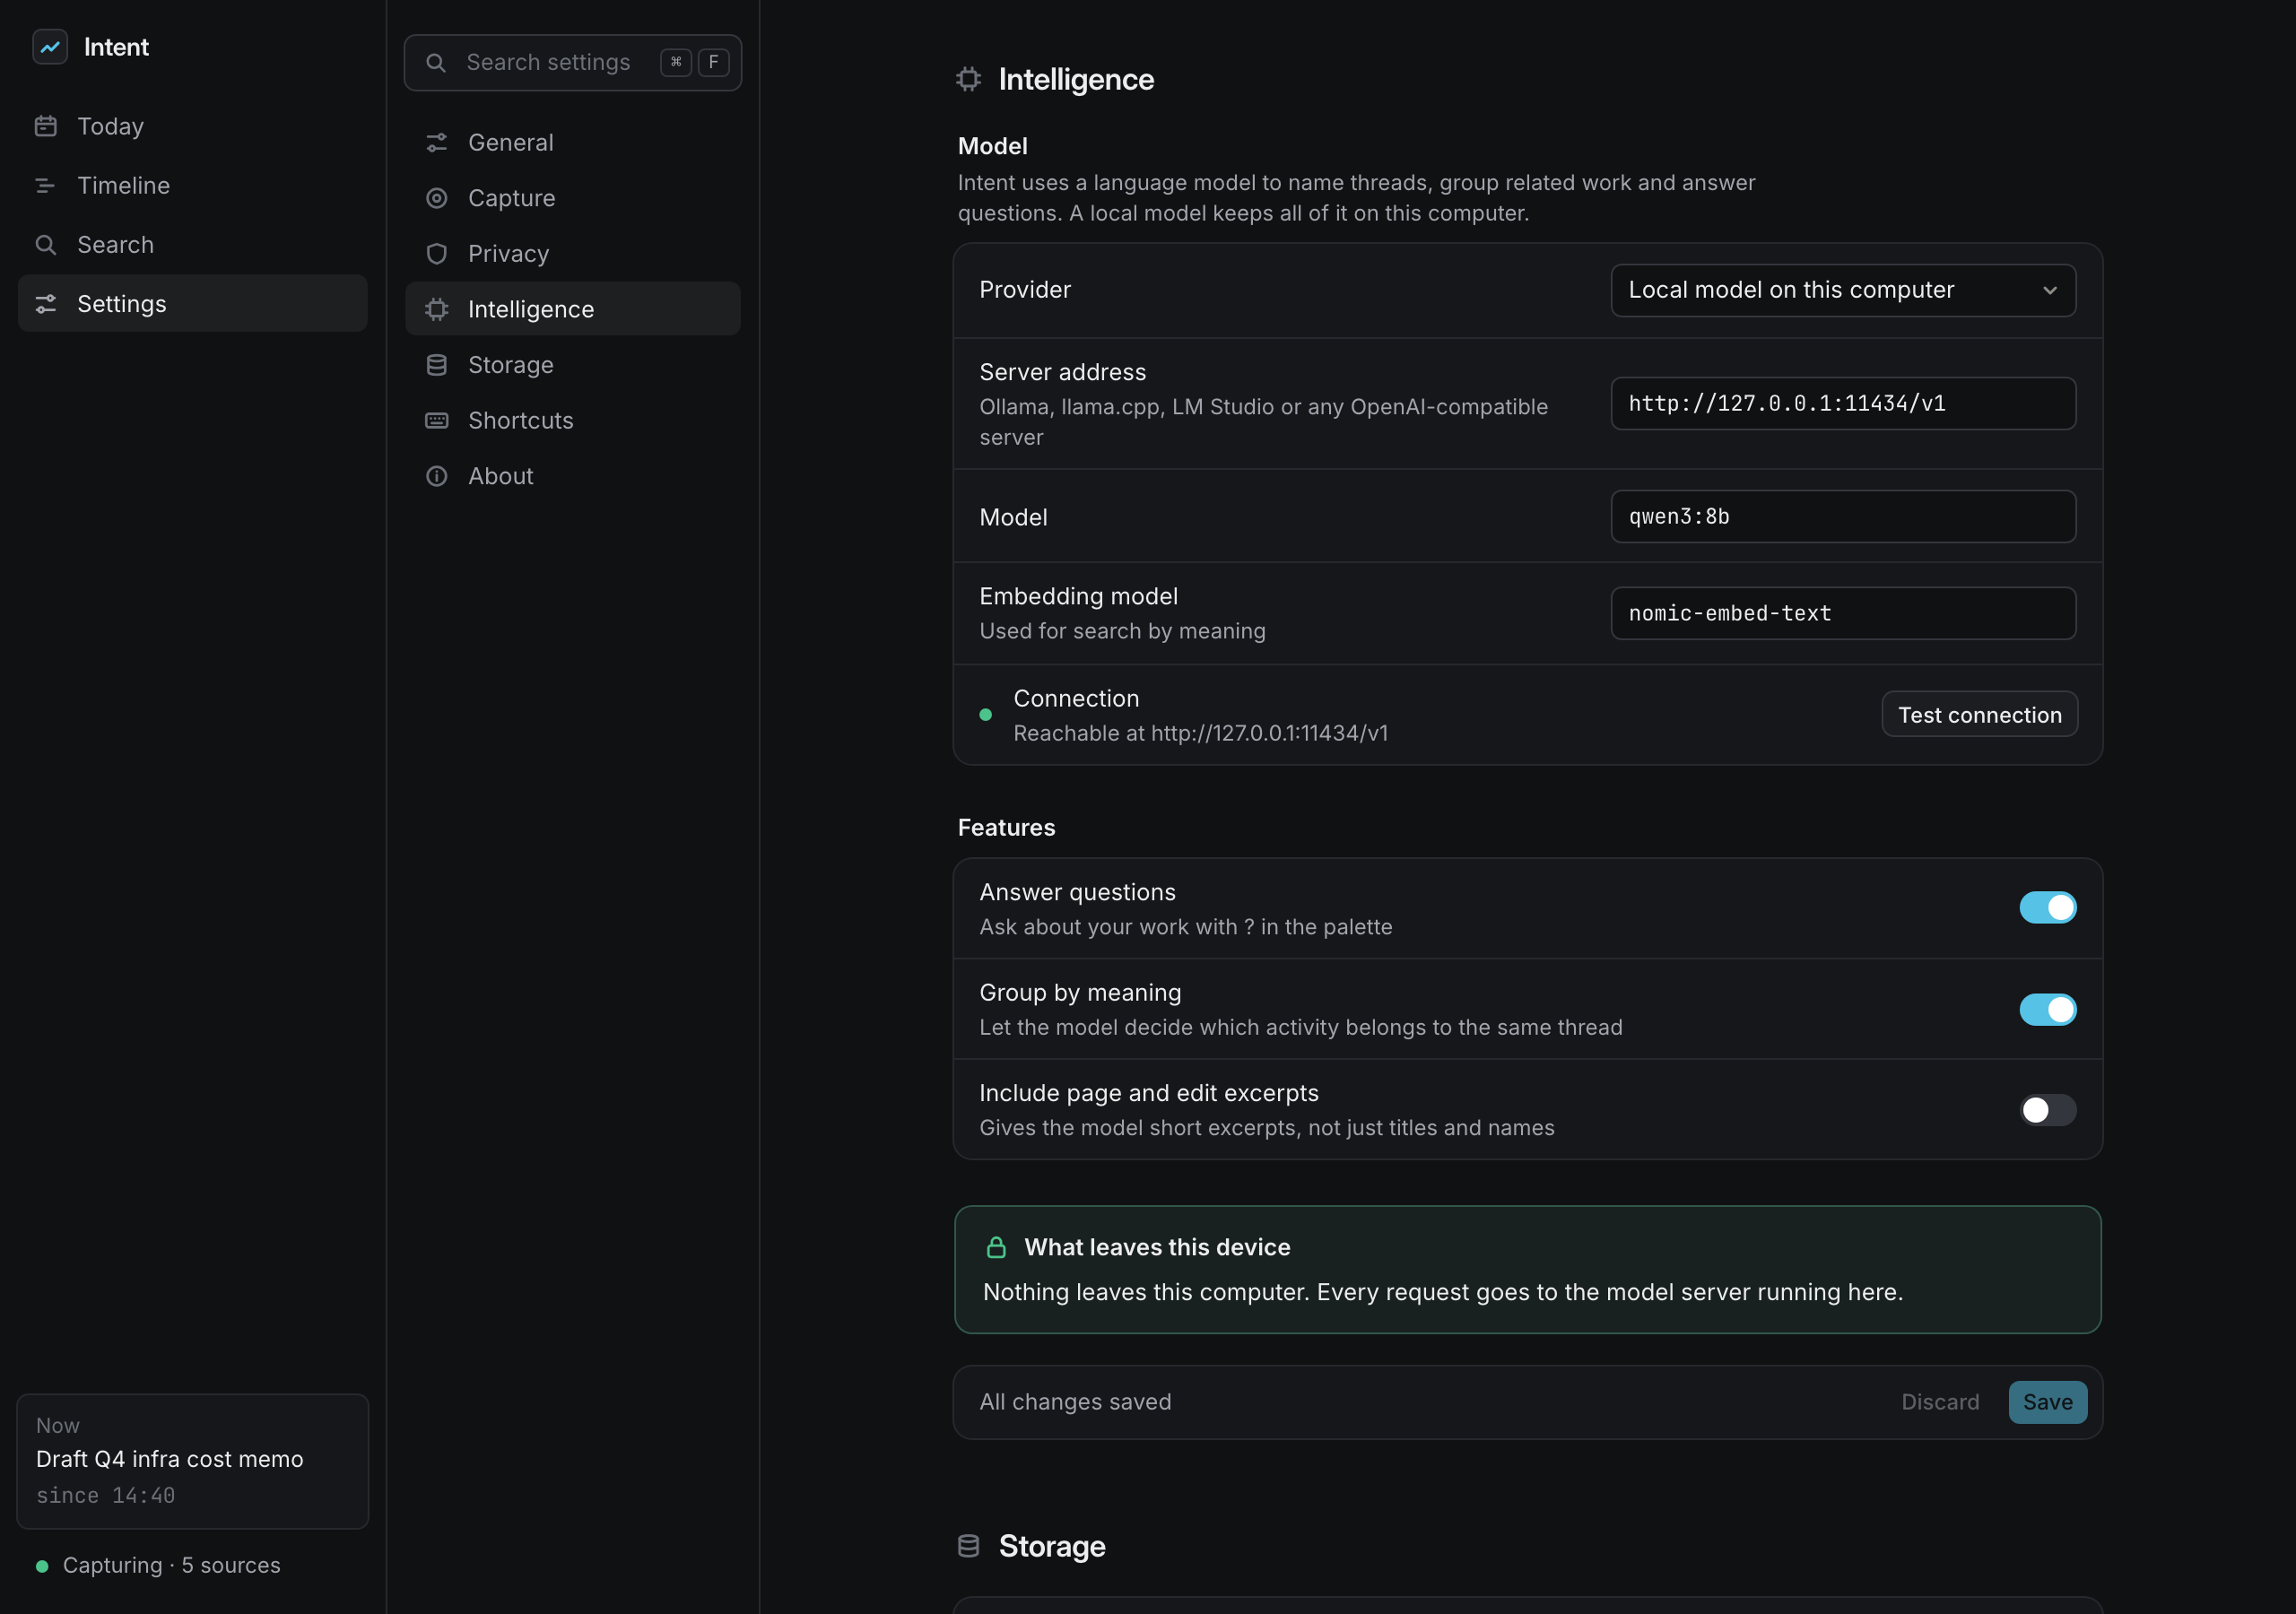 Intent
Today
Timeline
Search
Settings
Now
Draft Q4 infra cost memo
since 14:40
Capturing · 5 sources
Search settings ⌘ F
General
Capture
Privacy
Intelligence
Storage
Shortcuts
About
Intelligence
Model
Intent uses a language model to name threads, group related work and answer
questions. A local model keeps all of it on this computer.
Provider
Local model on this computer
Server address
Ollama, llama.cpp, LM Studio or any OpenAI-compatible
server
http://127.0.0.1:11434/v1
Model
qwen3:8b
Embedding model
Used for search by meaning
nomic-embed-text
Connection
Reachable at http://127.0.0.1:11434/v1
Test connection
Features
Answer questions
Ask about your work with ? in the palette
Group by meaning
Let the model decide which activity belongs to the same thread
Include page and edit excerpts
Gives the model short excerpts, not just titles and names
What leaves this device
Nothing leaves this computer. Every request goes to the model server running here.
All changes saved
Discard
Save
Storage